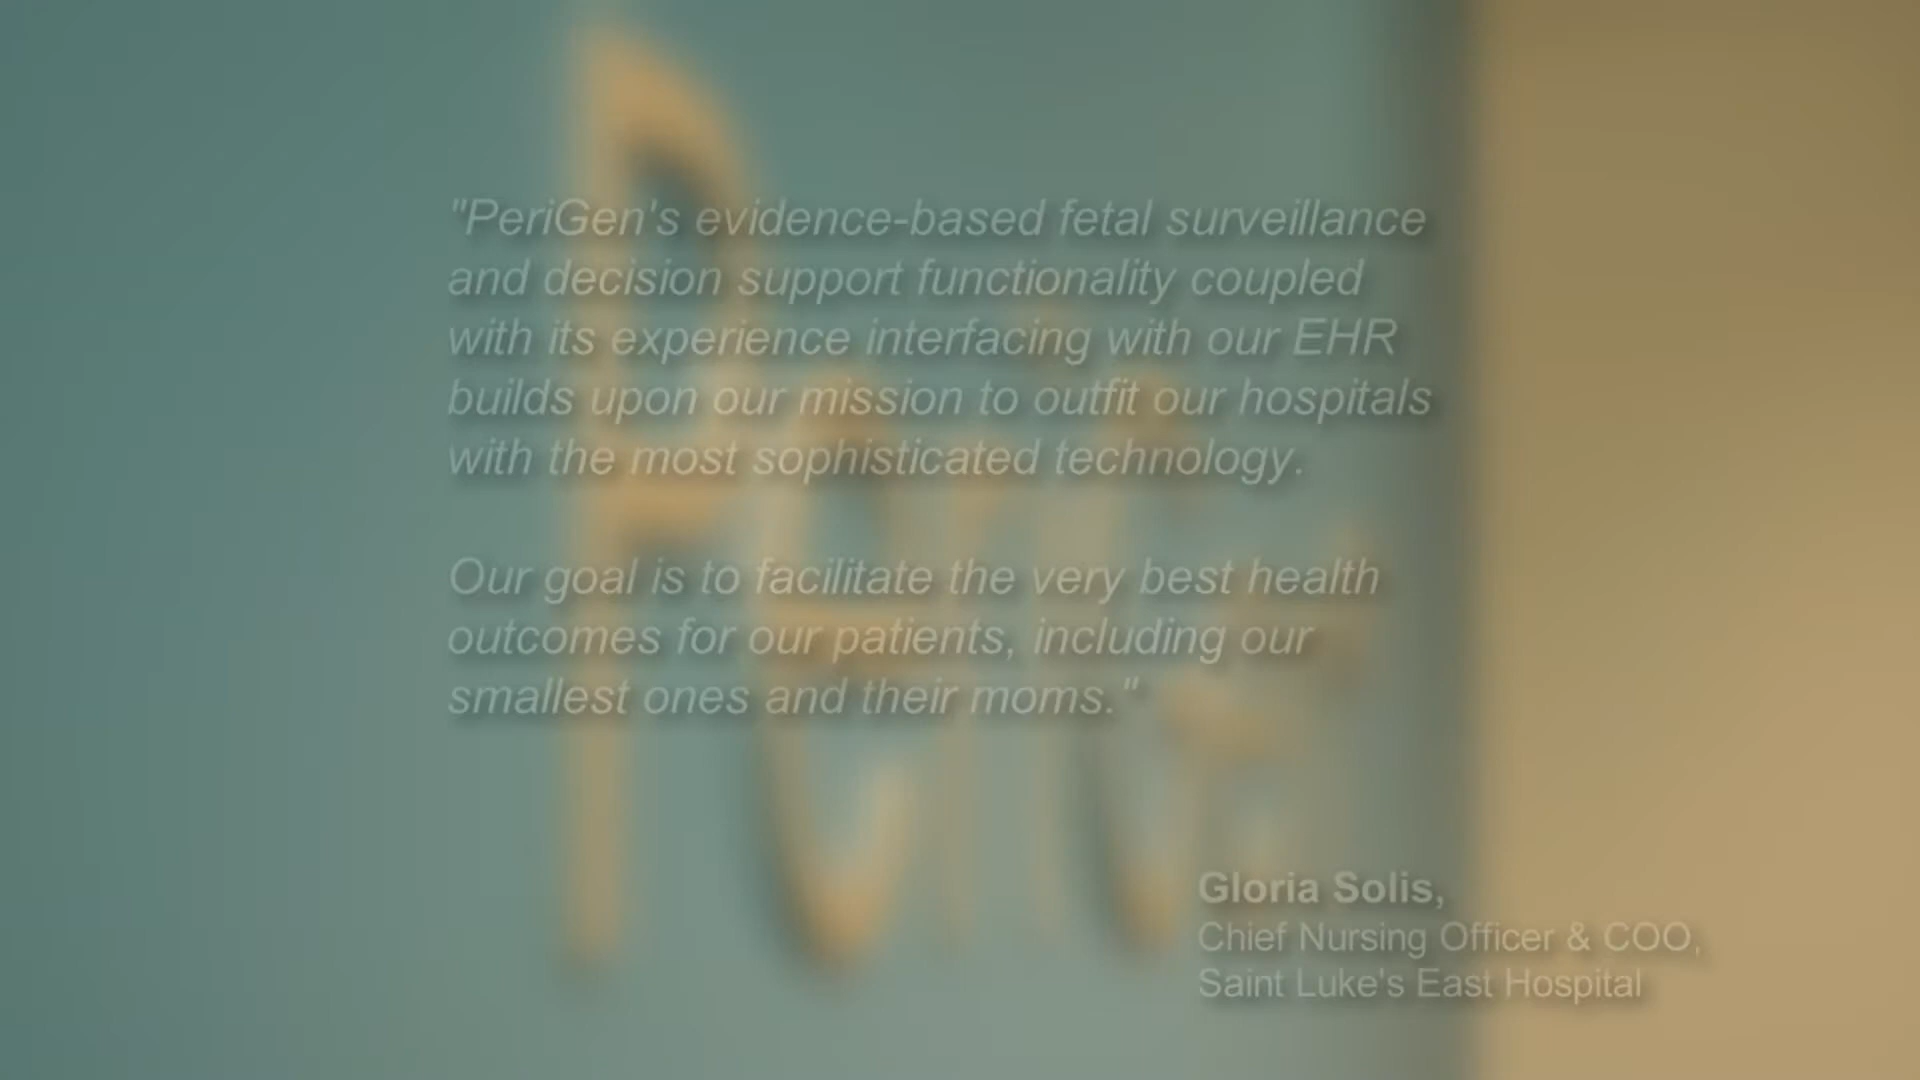 "PeriGen's evidence-based fetal surveillance
and decision support functionality coupled
with its experience interfacing with our EHR
builds upon our mission to outfit our hospitals
with the most sophisticated technology.
Our goal is to facilitate the very best health
outcomes for our patients, including our
smallest ones and their moms."
Gloria Solis,
Chief Nursing Officer & COO,
Saint Luke's East Hospital